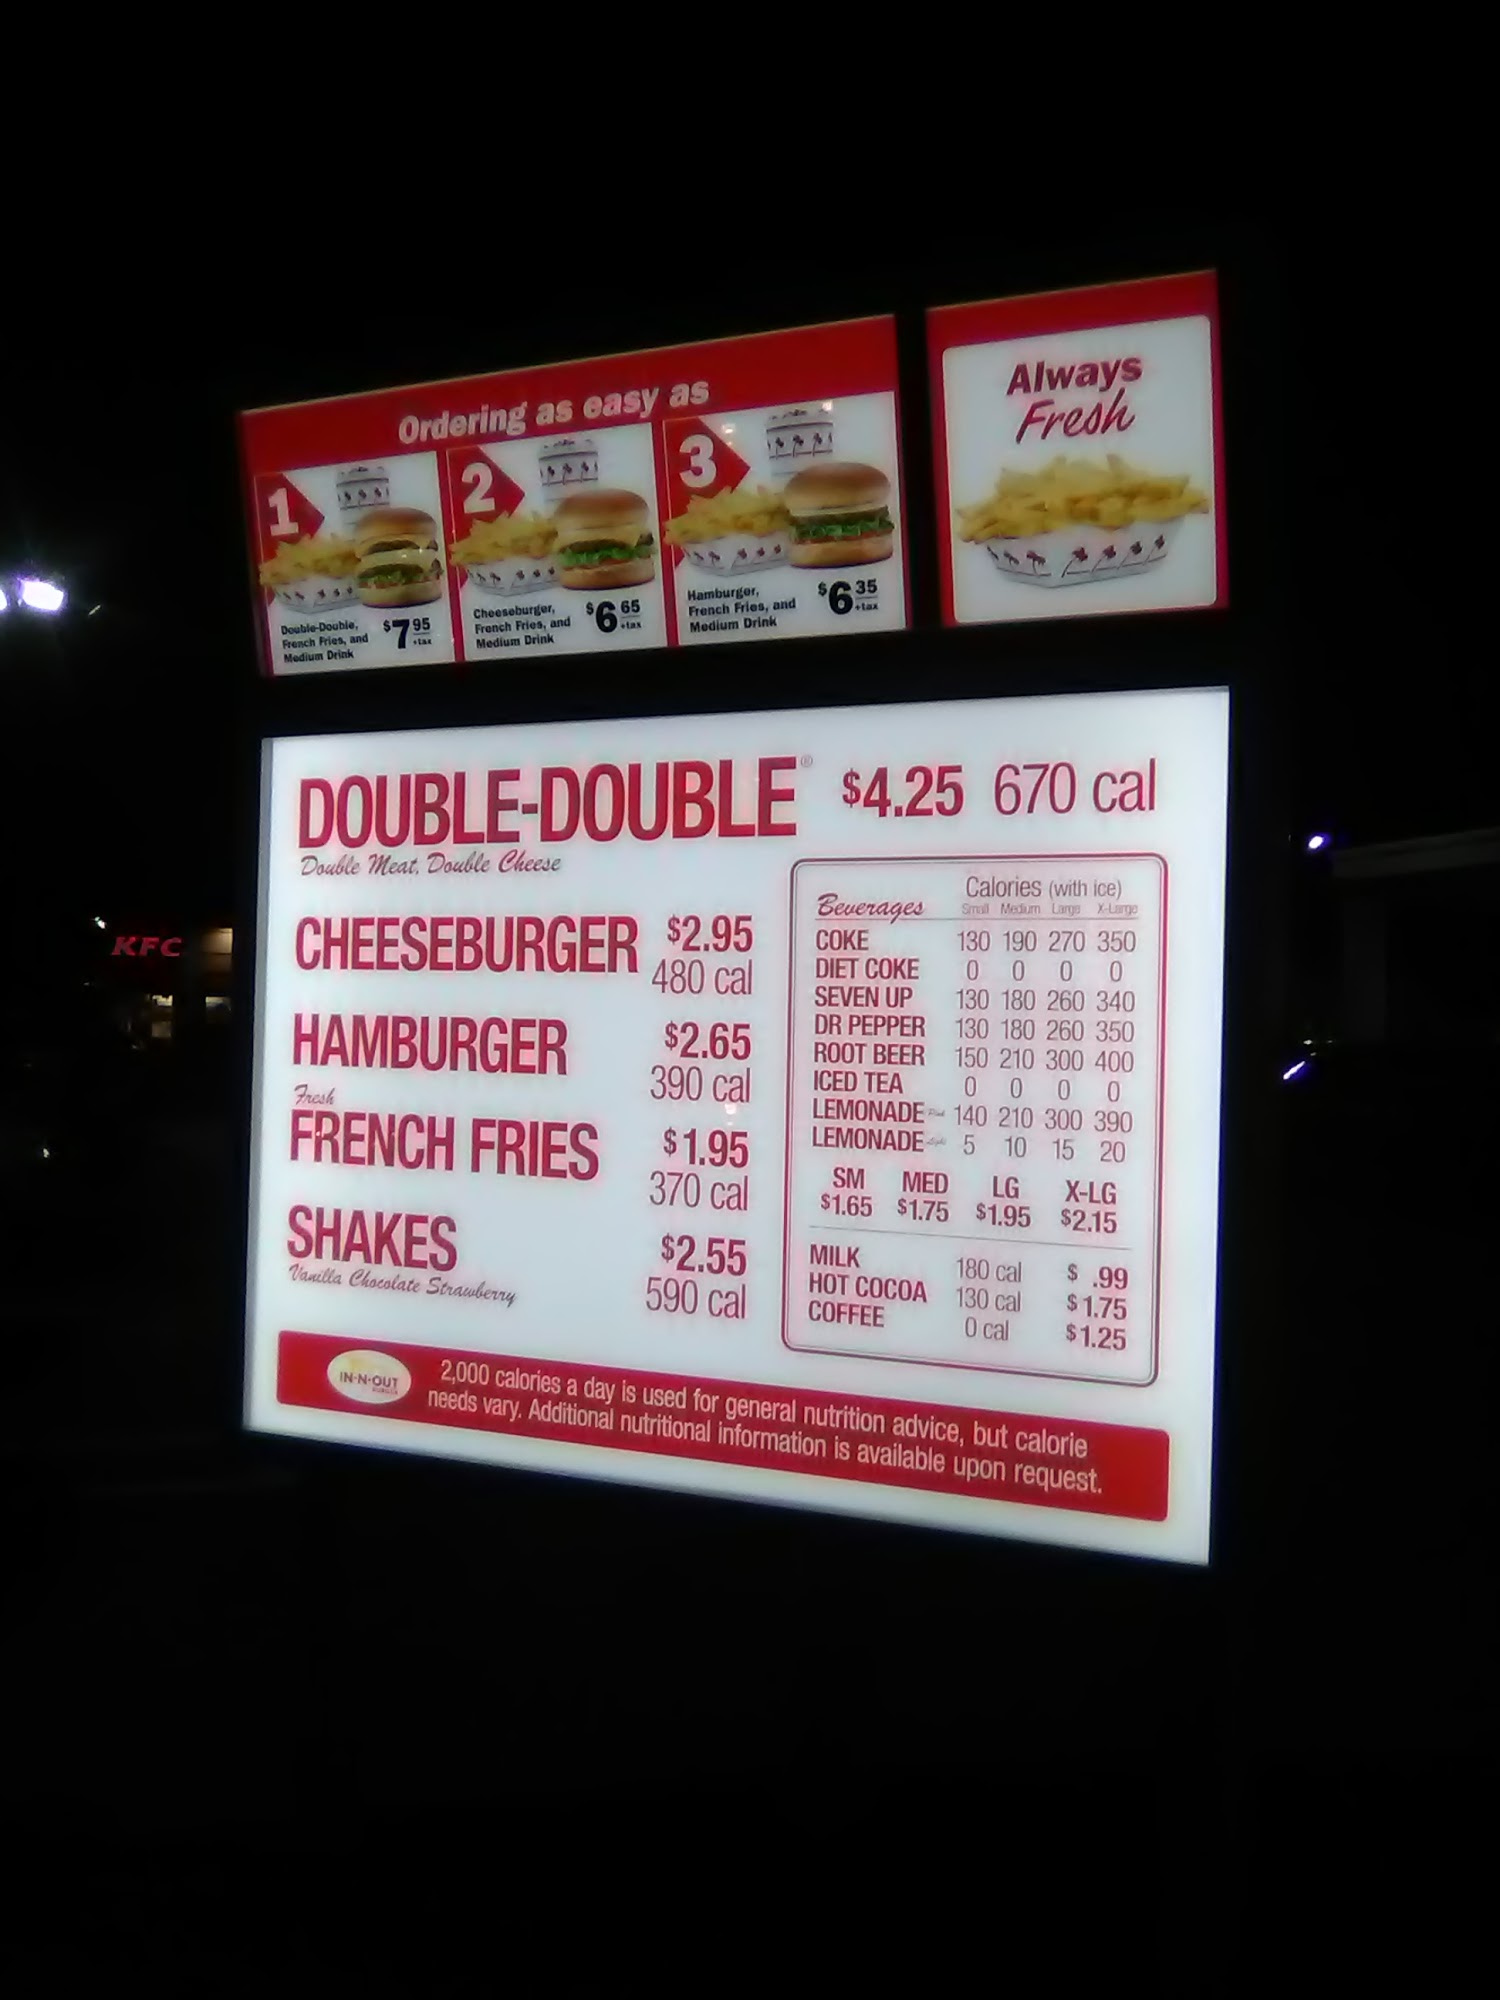 Ordering as easy as
1
Double-Double,
French Fries, and
Medium Drink
$7 95
+tax
2
Cheeseburger,
French Fries, and
Medium Drink
$6 65
+tax
3
Hamburger,
French Fries, and
Medium Drink
$6 35
+tax
Always
Fresh
DOUBLE-DOUBLE® $4.25 670 cal
Double Meat, Double Cheese
CHEESEBURGER $2.95
480 cal
HAMBURGER $2.65
390 cal
Fresh
FRENCH FRIES $1.95
370 cal
SHAKES $2.55
Vanilla Chocolate Strawberry
590 cal
Calories (with ice)
Beverages Small Medium Large X-Large
COKE 130 190 270 350
DIET COKE 0 0 0 0
SEVEN UP 130 180 260 340
DR PEPPER 130 180 260 350
ROOT BEER 150 210 300 400
ICED TEA 0 0 0 0
LEMONADE 140 210 300 390
LEMONADE 5 10 15 20
SM MED LG X-LG
$1.65 $1.75 $1.95 $2.15
MILK 180 cal $ .99
HOT COCOA 130 cal $1.75
COFFEE 0 cal $1.25
IN-N-OUT
2,000 calories a day is used for general nutrition advice, but calorie
needs vary. Additional nutritional information is available upon request.
KFC